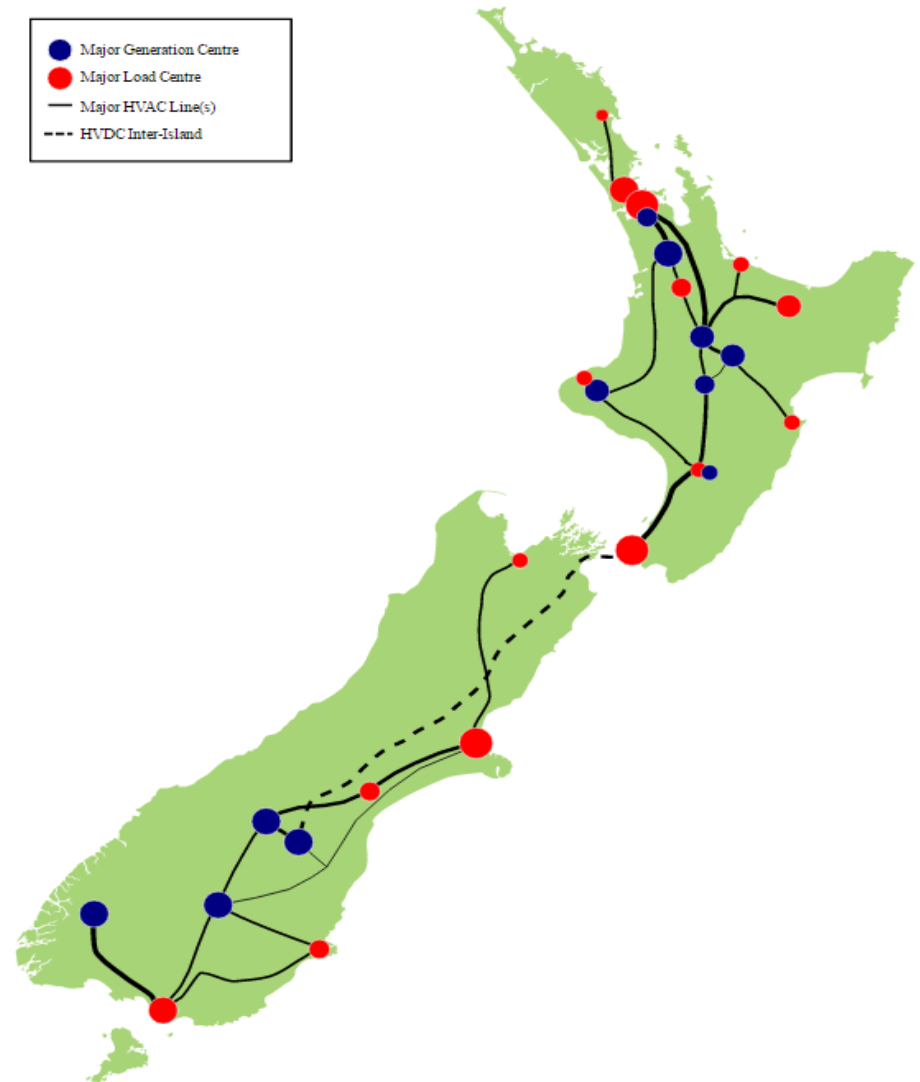 Major Generation Centre
Major Load Centre
Major HVAC Line(s)
HVDC Inter-Island